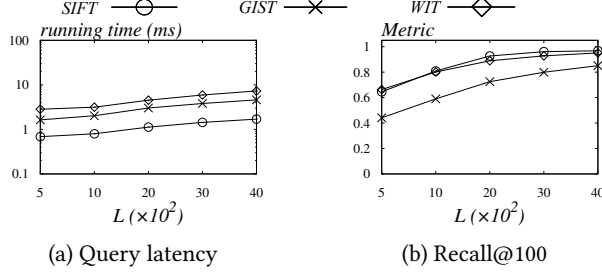 SIFT GIST WIT
running time (ms) Metric
100
10
1
0.1
5 10 20 30 40
L (×10²)
1
0.8
0.6
0.4
0.2
0
5 10 20 30 40
L (×10²)
(a) Query latency (b) Recall@100